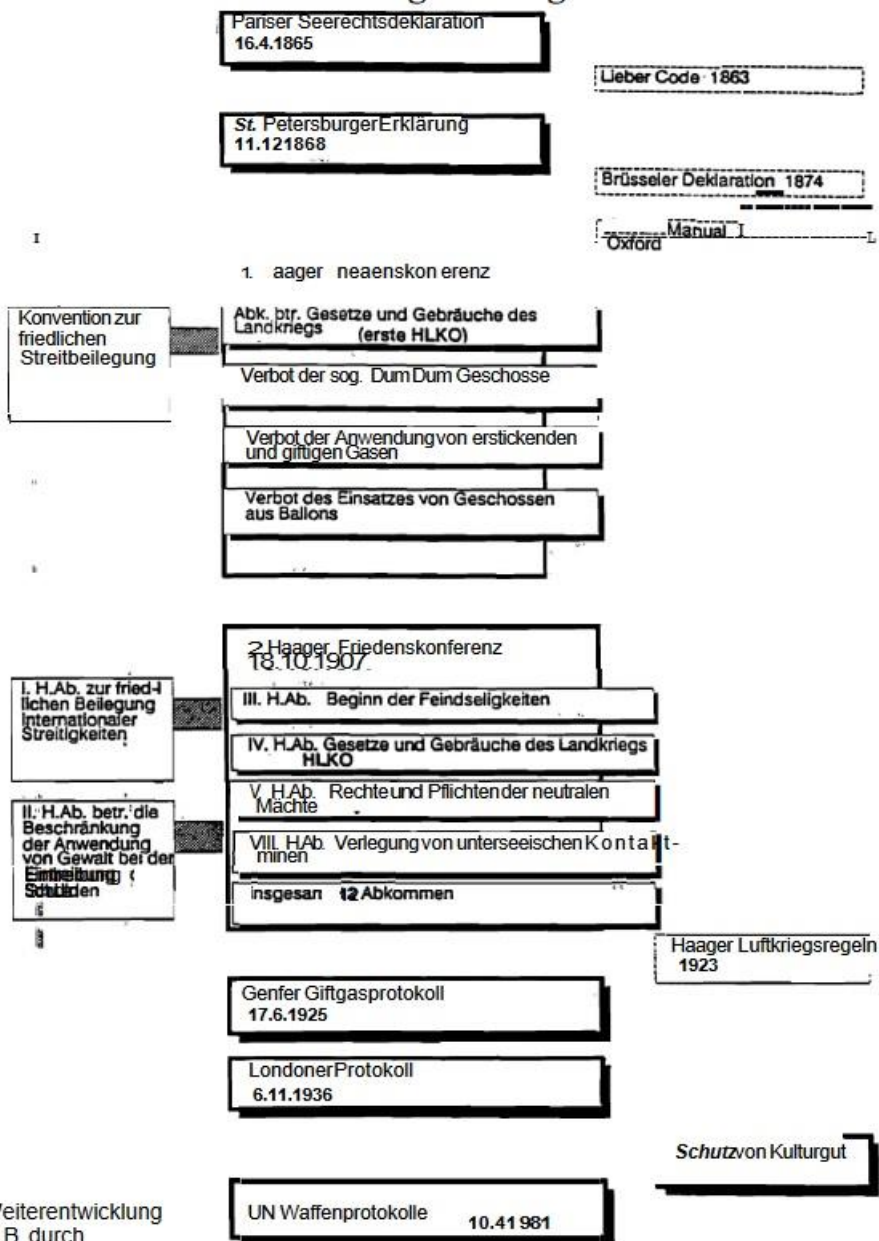 Pariser Seerechtsdeklaration
16.4.1865
Lieber Code 1863
St. Petersburger Erklärung
11.121868
Brüsseler Deklaration 1874
Oxford Manual
1. aager neaenskon erenz
Konvention zur
friedlichen
Streitbeilegung
Abk. btr. Gesetze und Gebräuche des
Landkriegs (erste HLKO)
Verbot der sog. Dum Dum Geschosse
Verbot der Anwendung von erstickenden
und giftigen Gasen
Verbot des Einsatzes von Geschossen
aus Ballons
2. Haager Friedenskonferenz
18.10.1907
I. H.Ab. zur fried-
lichen Beilegung
Internationaler
Streitigkeiten
III. H.Ab. Beginn der Feindseligkeiten
IV. H.Ab. Gesetze und Gebräuche des Landkriegs
HLKO
V. H.Ab. Rechte und Pflichten der neutralen
Mächte
II. H.Ab. betr. die
Beschränkung
der Anwendung
von Gewalt bei der
VIII. H.Ab. Verlegung von unterseeischen Kontakt-
minen
insgesan 12 Abkommen
Haager Luftkriegsregeln
1923
Genfer Giftgasprotokoll
17.6.1925
Londoner Protokoll
6.11.1936
Schutz von Kulturgut
UN Waffenprotokolle 10.41981
Weiterentwicklung
B. durch